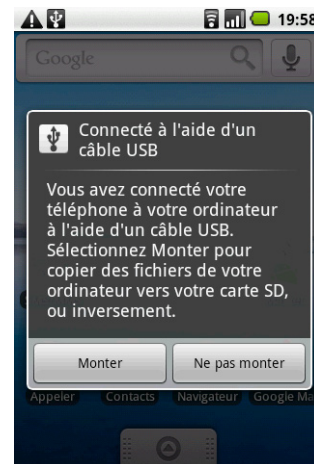 19:58
Google
Connecté à l'aide d'un
câble USB
Vous avez connecté votre
téléphone à votre ordinateur
à l'aide d'un câble USB.
Sélectionnez Monter pour
copier des fichiers de votre
ordinateur vers votre carte SD,
ou inversement.
Monter Ne pas monter
Appeler Contacts Navigateur Google Ma